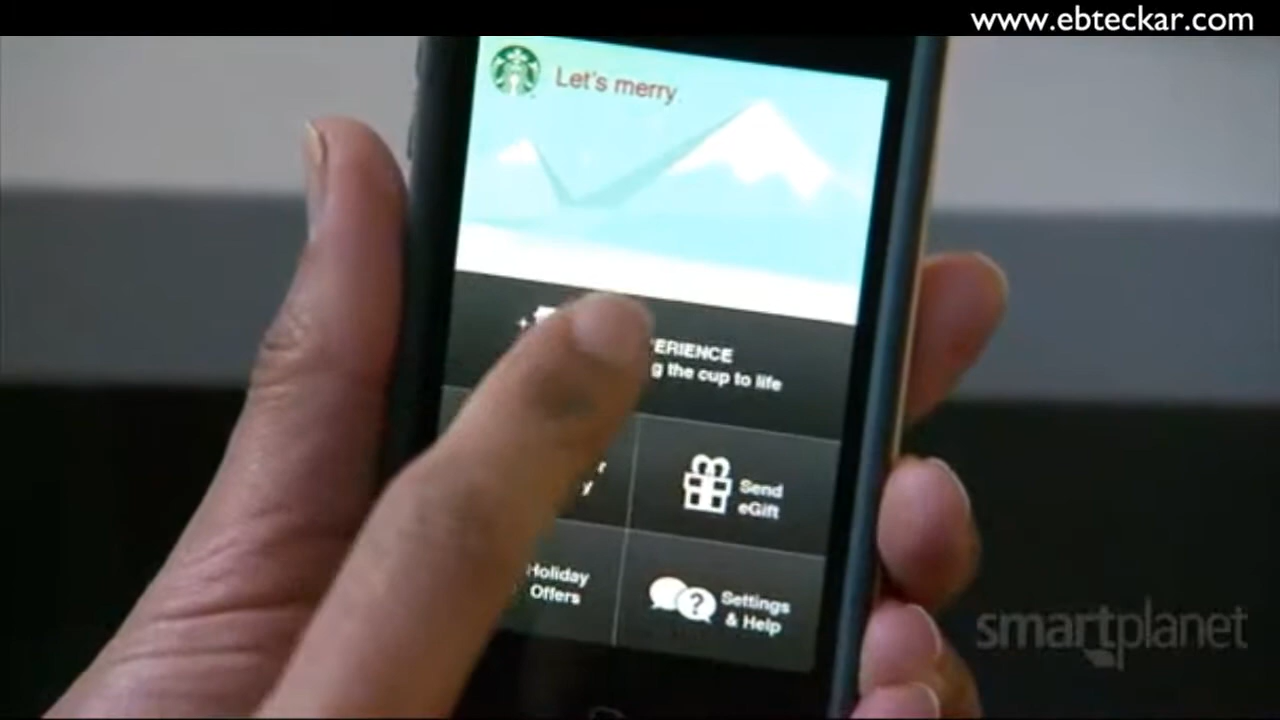 www.ebteckar.com
Let's merry.
ERIENCE
g the cup to life
r
y
Send
eGift
Holiday
Offers
?
Settings
& Help
smartplanet